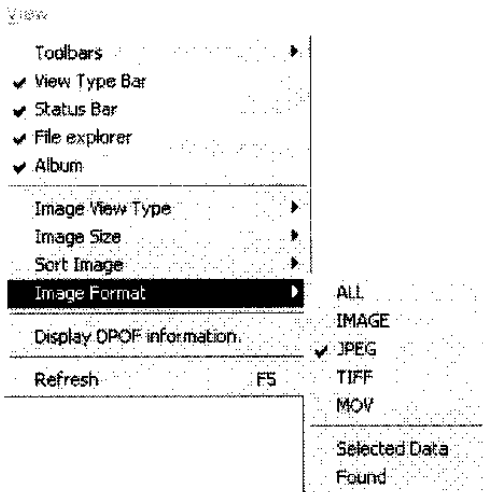 View
Toolbars
View Type Bar
Status Bar
File explorer
Album
Image View Type
Image Size
Sort Image
Image Format
Display DPOF information.
Refresh F5
ALL
IMAGE
JPEG
TIFF
MOV
Selected Data
Found